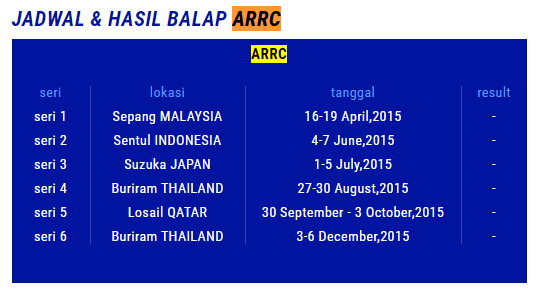 JADWAL & HASIL BALAP ARRC
ARRC
seri lokasi tanggal result
seri 1 Sepang MALAYSIA 16-19 April,2015 -
seri 2 Sentul INDONESIA 4-7 June,2015 -
seri 3 Suzuka JAPAN 1-5 July,2015 -
seri 4 Buriram THAILAND 27-30 August,2015 -
seri 5 Losail QATAR 30 September - 3 October,2015 -
seri 6 Buriram THAILAND 3-6 December,2015 -